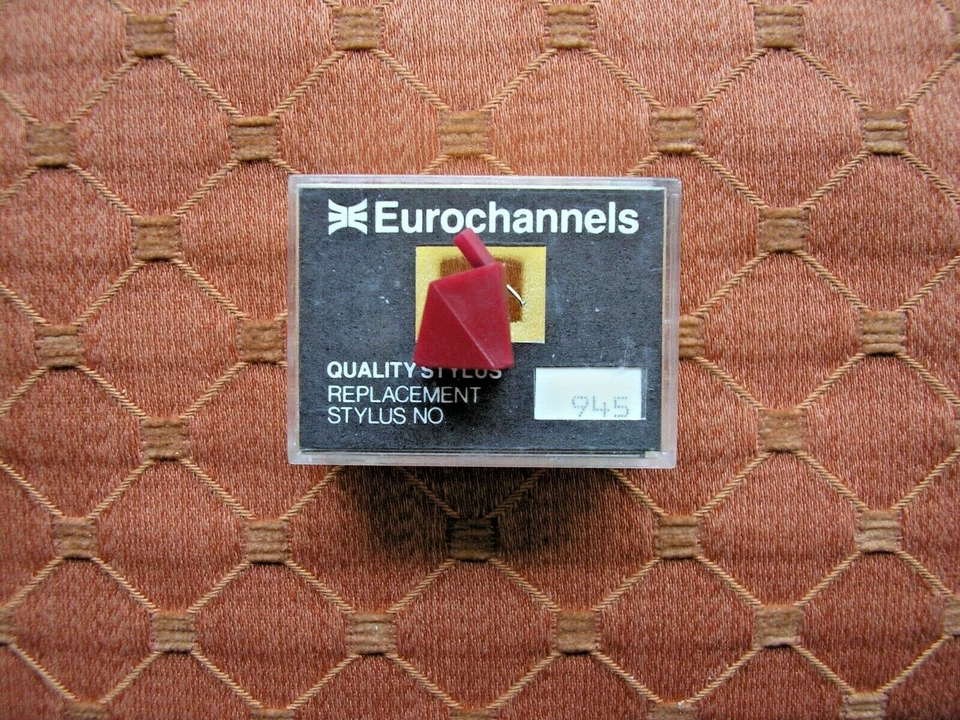 Eurochannels
QUALITY STYLUS
REPLACEMENT
STYLUS NO
945